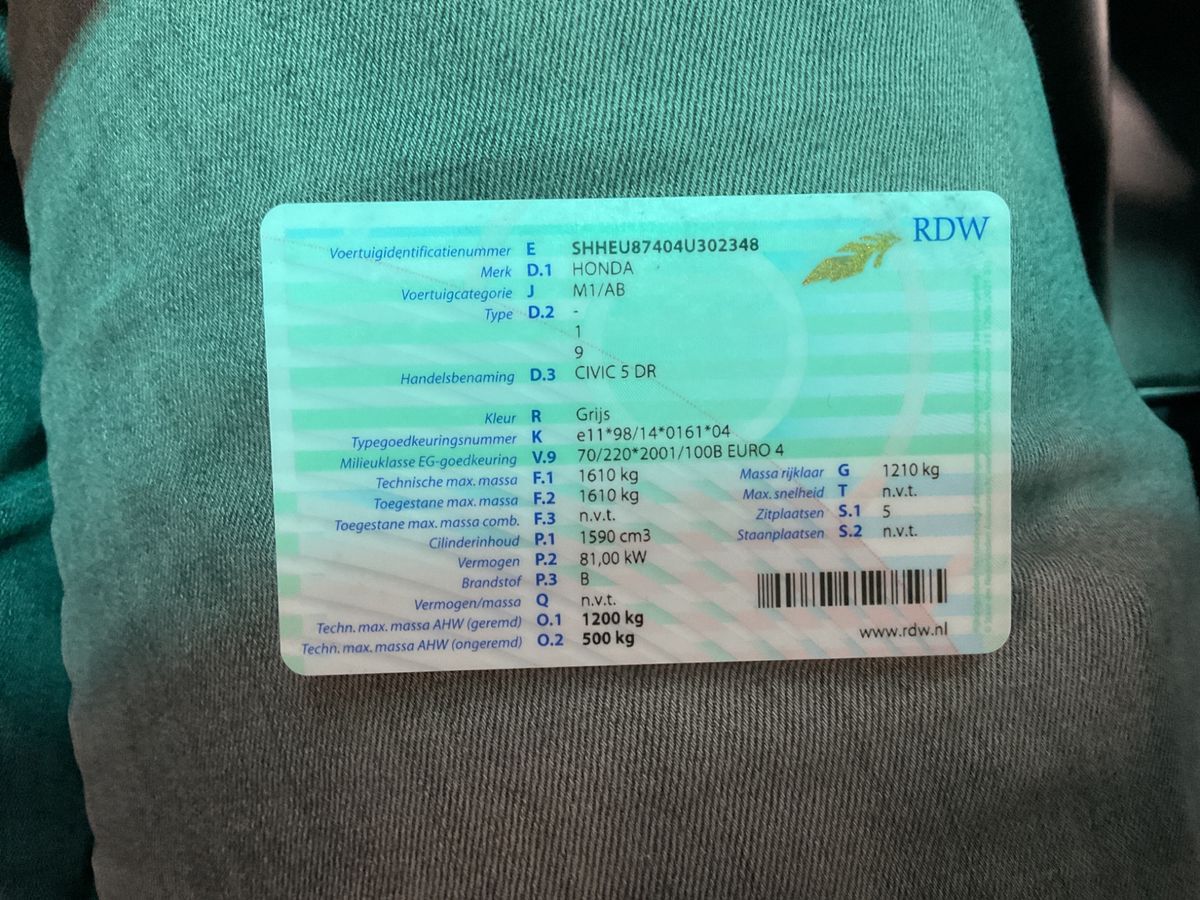 RDW
Voertuigidentificatienummer E SHHEU87404U302348
Merk D.1 HONDA
Voertuigcategorie J M1/AB
Type D.2 -
1
9
Handelsbenaming D.3 CIVIC 5 DR
Kleur R Grijs
Typegoedkeuringsnummer K e11*98/14*0161*04
Milieuklasse EG-goedkeuring V.9 70/220*2001/100B EURO 4
Technische max. massa F.1 1610 kg Massa rijklaar G 1210 kg
Toegestane max. massa F.2 1610 kg Max. snelheid T n.v.t.
Toegestane max. massa comb. F.3 n.v.t. Zitplaatsen S.1 5
Cilinderinhoud P.1 1590 cm3 Staanplaatsen S.2 n.v.t.
Vermogen P.2 81,00 kW
Brandstof P.3 B
Vermogen/massa Q n.v.t.
Techn. max. massa AHW (geremd) O.1 1200 kg
Techn. max. massa AHW (ongeremd) O.2 500 kg
www.rdw.nl